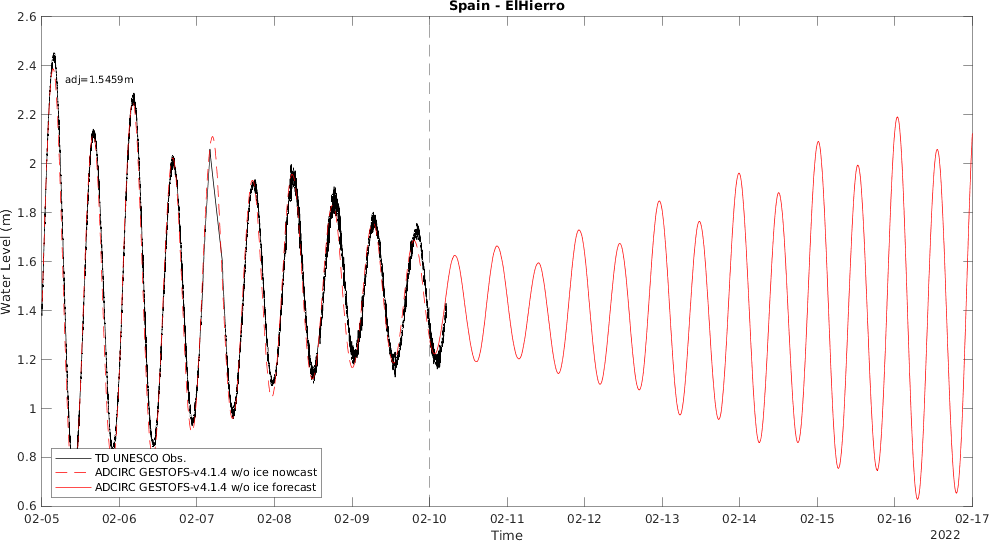 Spain - ElHierro
2.6
2.4
2.2
2
1.8
1.6
1.4
1.2
1
0.8
0.6
Water Level (m)
adj=1.5459m
TD UNESCO Obs.
ADCIRC GESTOFS-v4.1.4 w/o ice nowcast
ADCIRC GESTOFS-v4.1.4 w/o ice forecast
02-05 02-06 02-07 02-08 02-09 02-10 02-11 02-12 02-13 02-14 02-15 02-16 02-17
Time
2022